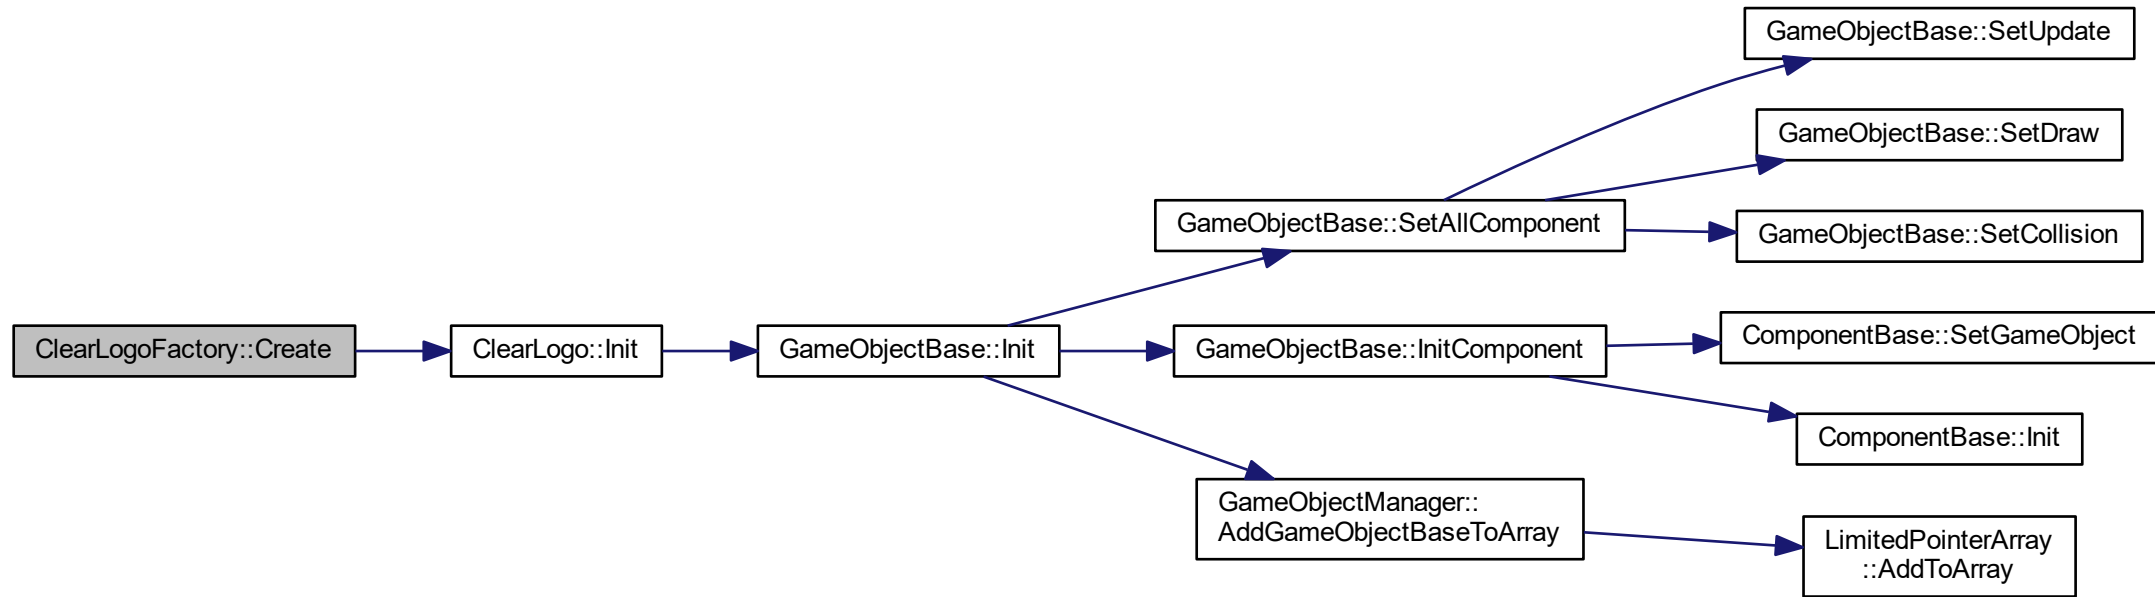 GameObjectBase::SetUpdate
GameObjectBase::SetDraw
GameObjectBase::SetAllComponent
GameObjectBase::SetCollision
ClearLogoFactory::Create
ClearLogo::Init
GameObjectBase::Init
GameObjectBase::InitComponent
ComponentBase::SetGameObject
ComponentBase::Init
GameObjectManager::
AddGameObjectBaseToArray
LimitedPointerArray
::AddToArray